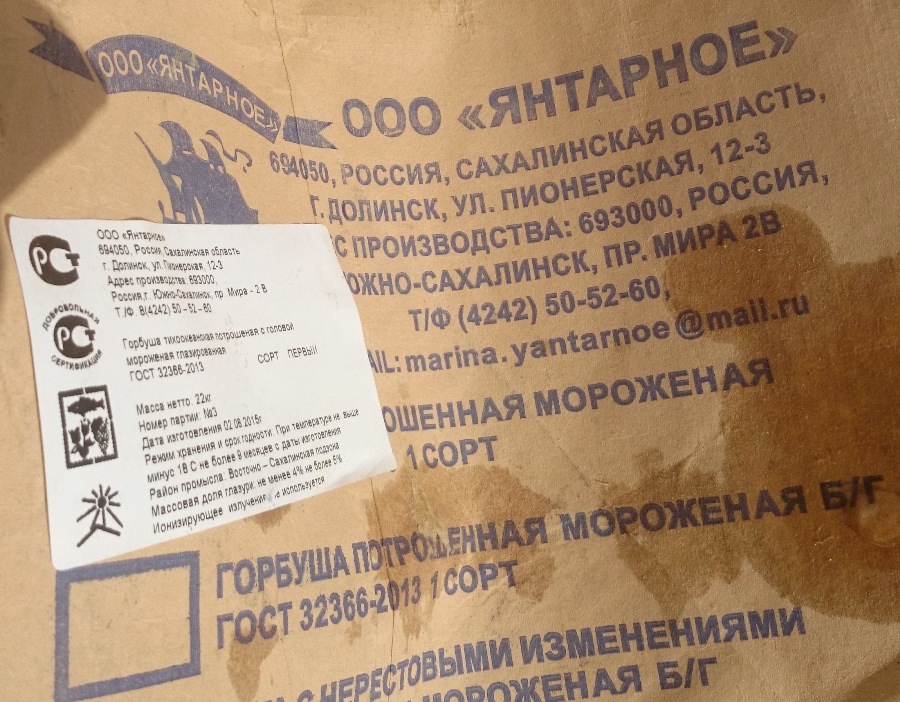 ООО «ЯНТАРНОЕ»
ООО «ЯНТАРНОЕ»
694050, РОССИЯ, САХАЛИНСКАЯ ОБЛАСТЬ,
Г. ДОЛИНСК, УЛ. ПИОНЕРСКАЯ, 12-3
С ПРОИЗВОДСТВА: 693000, РОССИЯ,
ЮЖНО-САХАЛИНСК, ПР. МИРА 2В
Т/Ф (4242) 50-52-60,
AIL: marina.yantarnoe@mail.ru
ОШЕННАЯ МОРОЖЕНАЯ
1 СОРТ
ГОРБУША ПОТРОШЕННАЯ МОРОЖЕНАЯ Б/Г
ГОСТ 32366-2013 1 СОРТ
С НЕРЕСТОВЫМИ ИЗМЕНЕНИЯМИ
МОРОЖЕНАЯ Б/Г
ООО «Янтарное»
694050, Россия, Сахалинская область
г. Долинск, ул. Пионерская, 12-3
Адрес производства: 693000,
Россия, г. Южно-Сахалинск, пр. Мира - 2 В
Т./Ф. 8(4242) 50 – 52 – 60
Горбуша тихоокеанская потрошеная с головой
мороженая глазированная
ГОСТ 32366-2013 СОРТ ПЕРВЫЙ
Масса нетто: 22кг
Номер партии: №3
Дата изготовления 02.08.2015г
Режим хранения и срок годности: При температуре не выше
минус 18 С не более 9 месяцев с даты изготовления
Район промысла: Восточно – Сахалинская подзона
Массовая доля глазури: не менее 4% не более 5%
Ионизирующее излучение не используется
РСТ
ДОБРОВОЛЬНАЯ
РСТ
СЕРТИФИКАЦИЯ